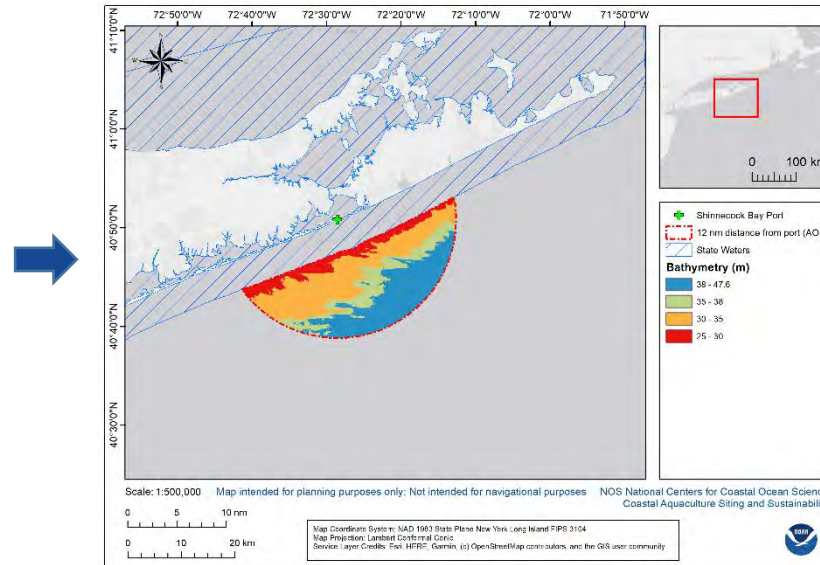 72°50'0"W 72°40'0"W 72°30'0"W 72°20'0"W 72°10'0"W 71°50'0"W
41°10'0"N
41°0'0"N
40°50'0"N
40°40'0"N
40°30'0"N
N
W
S
0 100 km
Shinnecock Bay Port
12 nm distance from port (AO
State Waters
Bathymetry (m)
38 - 47.6
35 - 38
30 - 35
25 - 30
Scale: 1:500,000 Map intended for planning purposes only: Not intended for navigational purposes NOS National Centers for Coastal Ocean Scienc
Coastal Aquaculture Siting and Sustainabili
0 5 10 nm
0 10 20 km
Map Coordinate System: NAD 1983 State Plane New York Long Island FIPS 3104
Map Projection: Lambert Conformal Conic
Service Layer Credits: Esri, HERE, Garmin, (c) OpenStreetMap contributors, and the GIS user community
NOAA